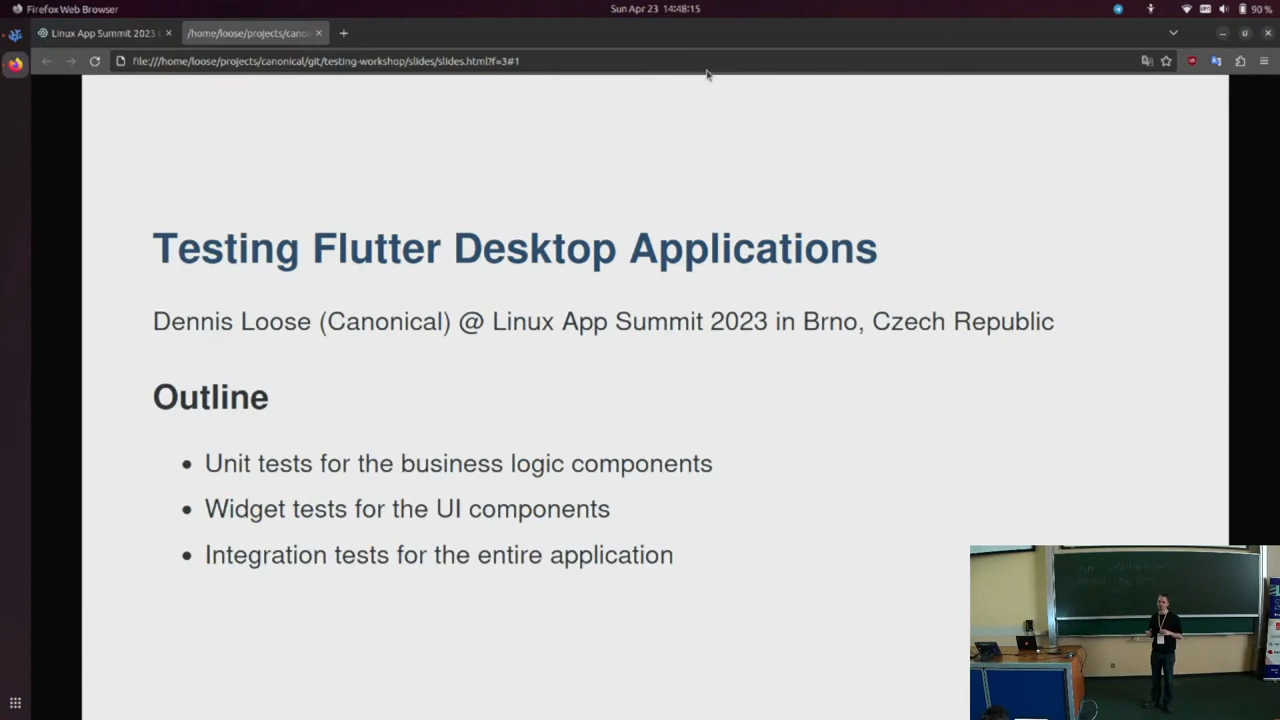 Firefox Web Browser
Sun Apr 23 14:48:15
90 %
Linux App Summit 2023
/home/loose/projects/cano
file:///home/loose/projects/canonical/git/testing-workshop/slides/slides.html?f=3#1
Testing Flutter Desktop Applications
Dennis Loose (Canonical) @ Linux App Summit 2023 in Brno, Czech Republic
Outline
• Unit tests for the business logic components
• Widget tests for the UI components
• Integration tests for the entire application